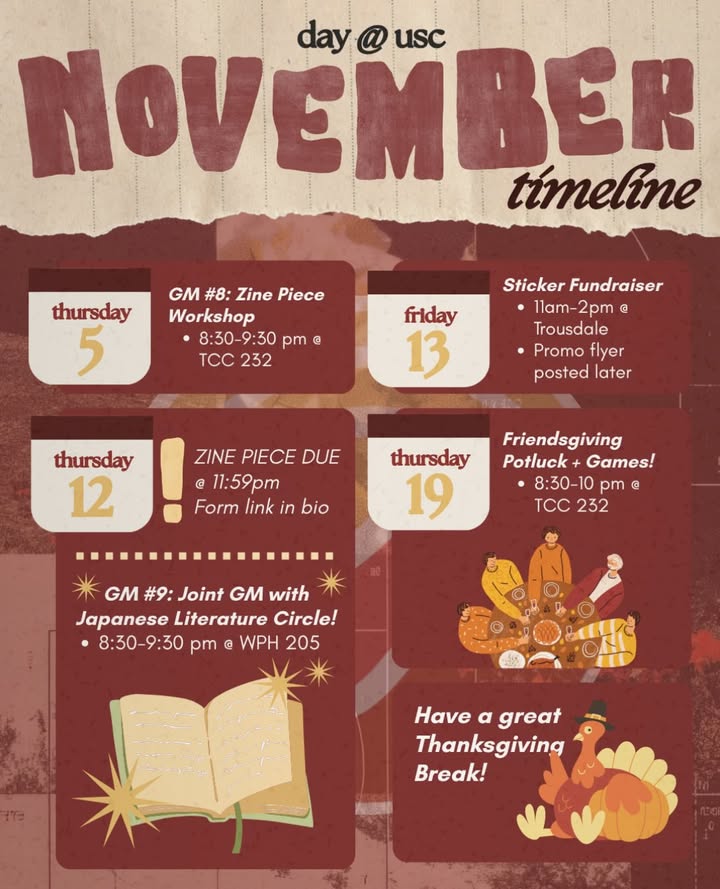 day @ usc
NOVEMBER
timeline
thursday
5
GM #8: Zine Piece
Workshop
• 8:30-9:30 pm @
TCC 232
friday
13
Sticker Fundraiser
• 11am-2pm @
Trousdale
• Promo flyer
posted later
thursday
12
ZINE PIECE DUE
@ 11:59pm
Form link in bio
GM #9: Joint GM with
Japanese Literature Circle!
• 8:30-9:30 pm @ WPH 205
thursday
19
Friendsgiving
Potluck + Games!
• 8:30-10 pm @
TCC 232
Have a great
Thanksgiving
Break!